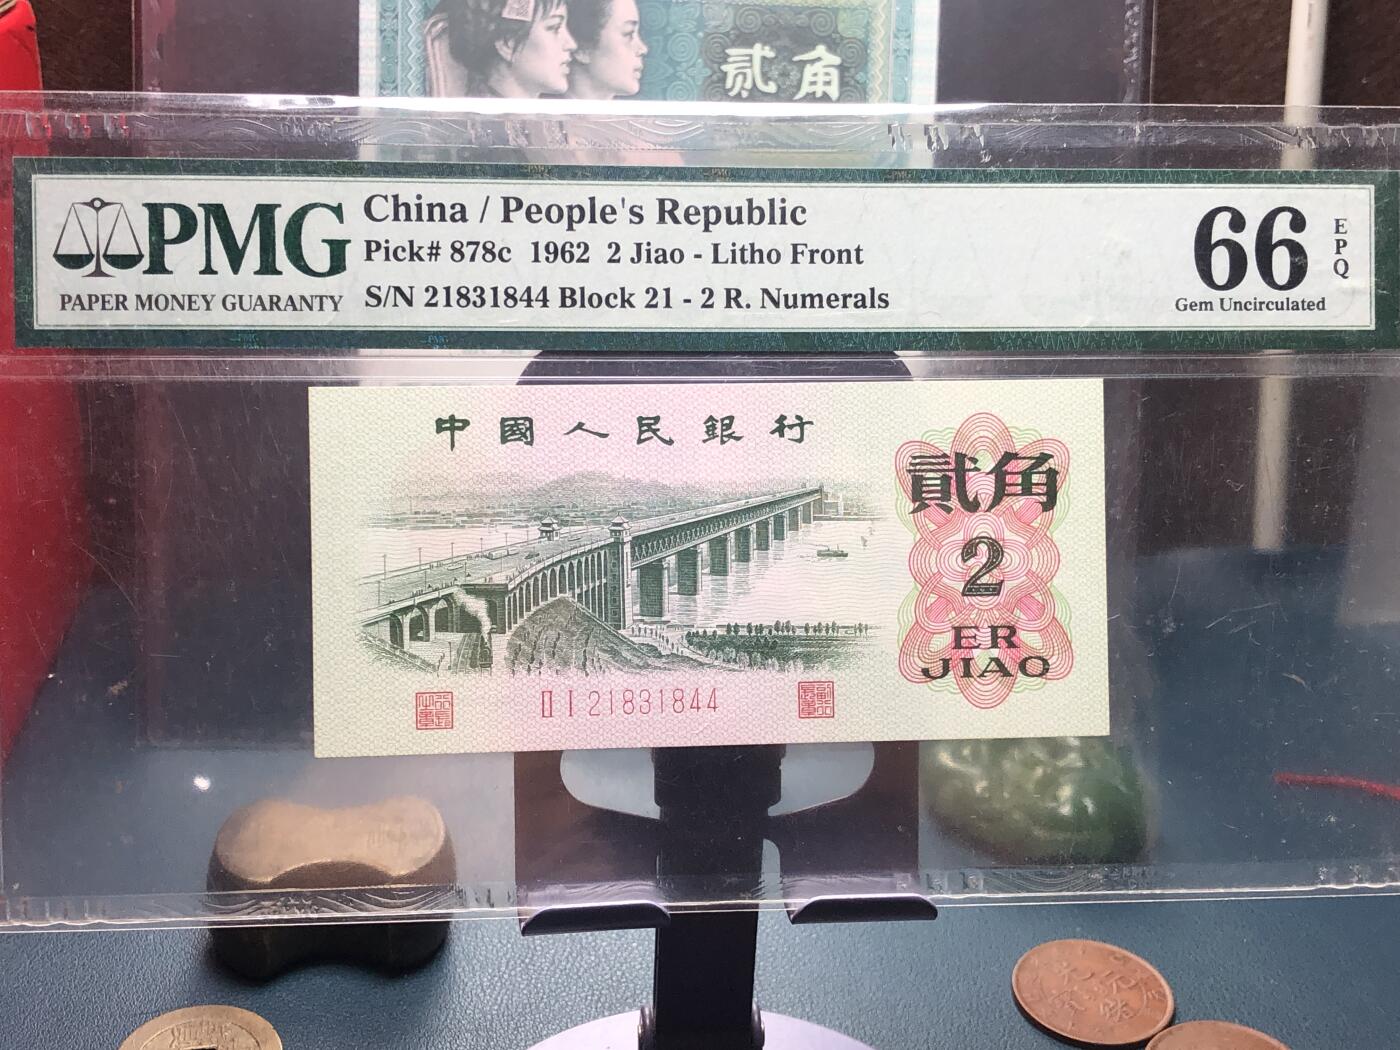 贰角
PMG
PAPER MONEY GUARANTY
China / People's Republic
Pick# 878c 1962 2 Jiao - Litho Front
S/N 21831844 Block 21 - 2 R. Numerals
66
EPQ
Gem Uncirculated
中國人民銀行
貳角
2
ER
JIAO
II I 21831844